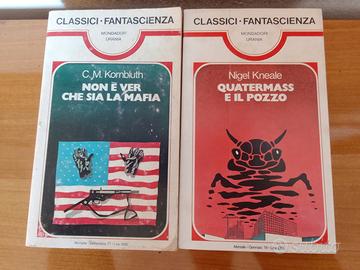 CLASSICI • FANTASCIENZA
MONDADORI
URANIA
C. M. Kornbluth
NON È VER
CHE SIA LA MAFIA
CLASSICI • FANTASCIENZA
MONDADORI
URANIA
Nigel Kneale
QUATERMASS
E IL POZZO